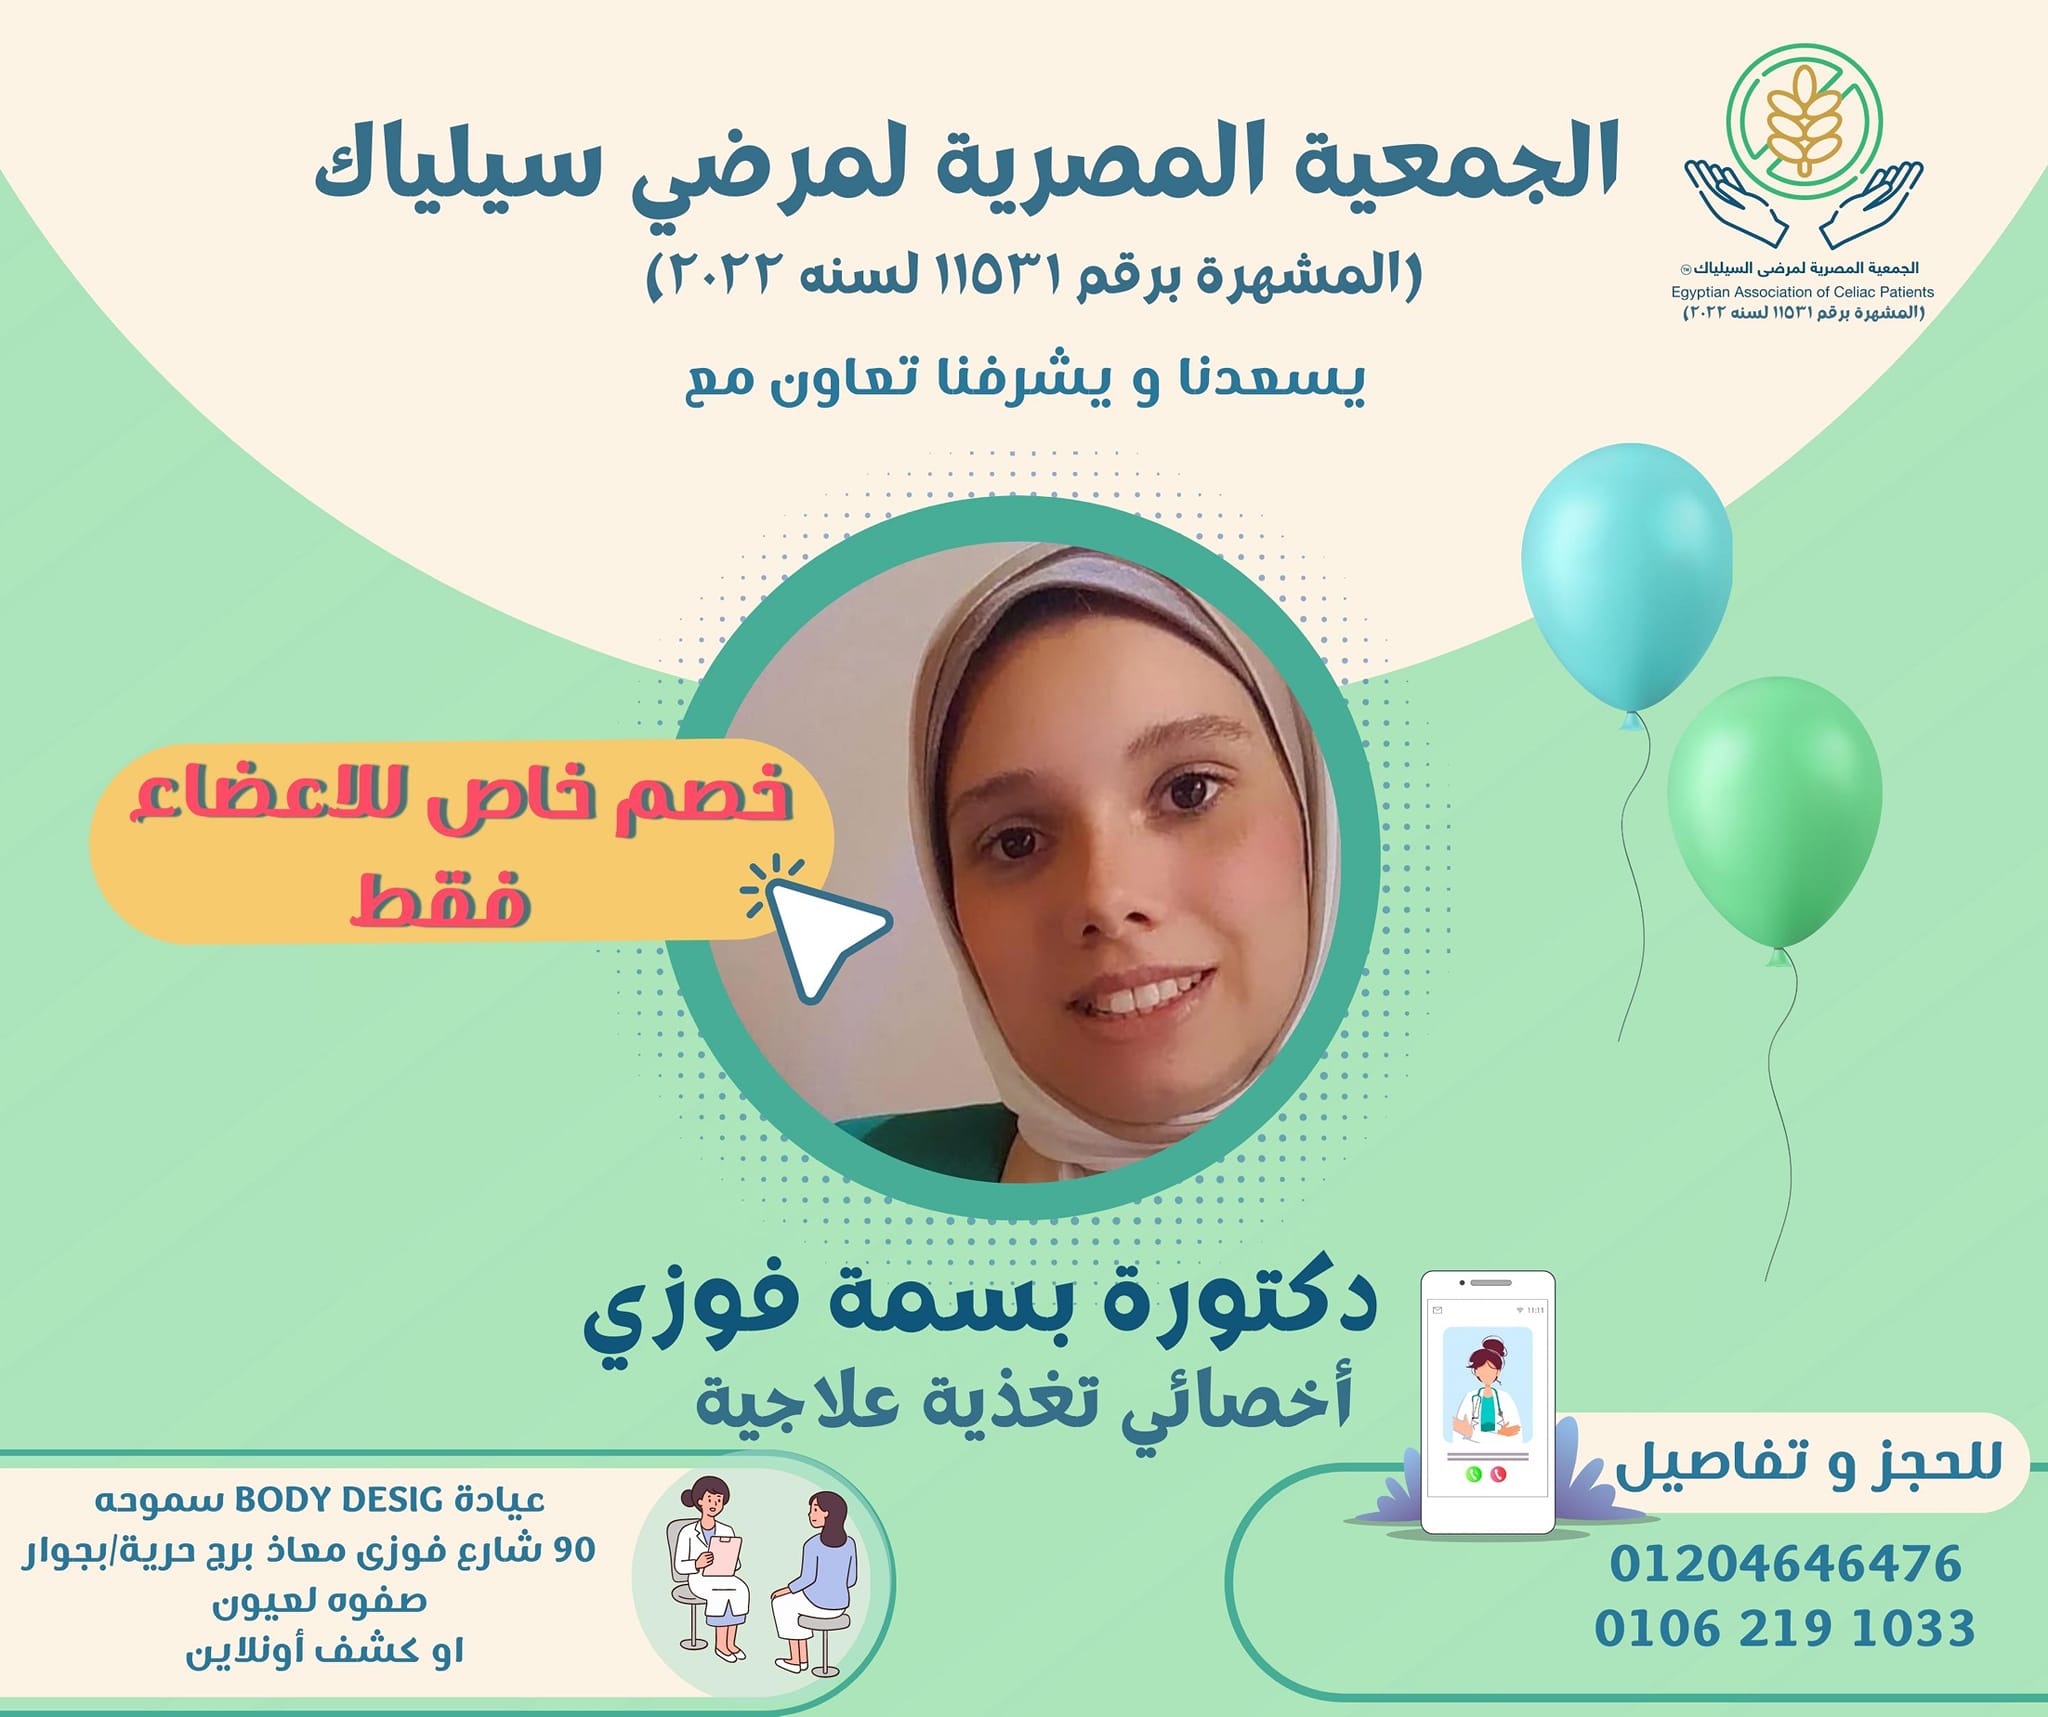 الجمعية المصرية لمرضي سيلياك
(المشهرة برقم ١١٥٣١ لسنه ٢٠٢٢)
يسعدنا و يشرفنا تعاون مع
الجمعية المصرية لمرضى السيلياك
TM
Egyptian Association of Celiac Patients
(المشهرة برقم ١١٥٣١ لسنه ٢٠٢٢)
خصم خاص للاعضاء
فقط
دكتورة بسمة فوزي
أخصائي تغذية علاجية
11:11
للحجز و تفاصيل
01204646476
0106 219 1033
عيادة BODY DESIG سموحه
90 شارع فوزى معاذ برج حرية/بجوار
صفوه لعيون
او كشف أونلاين